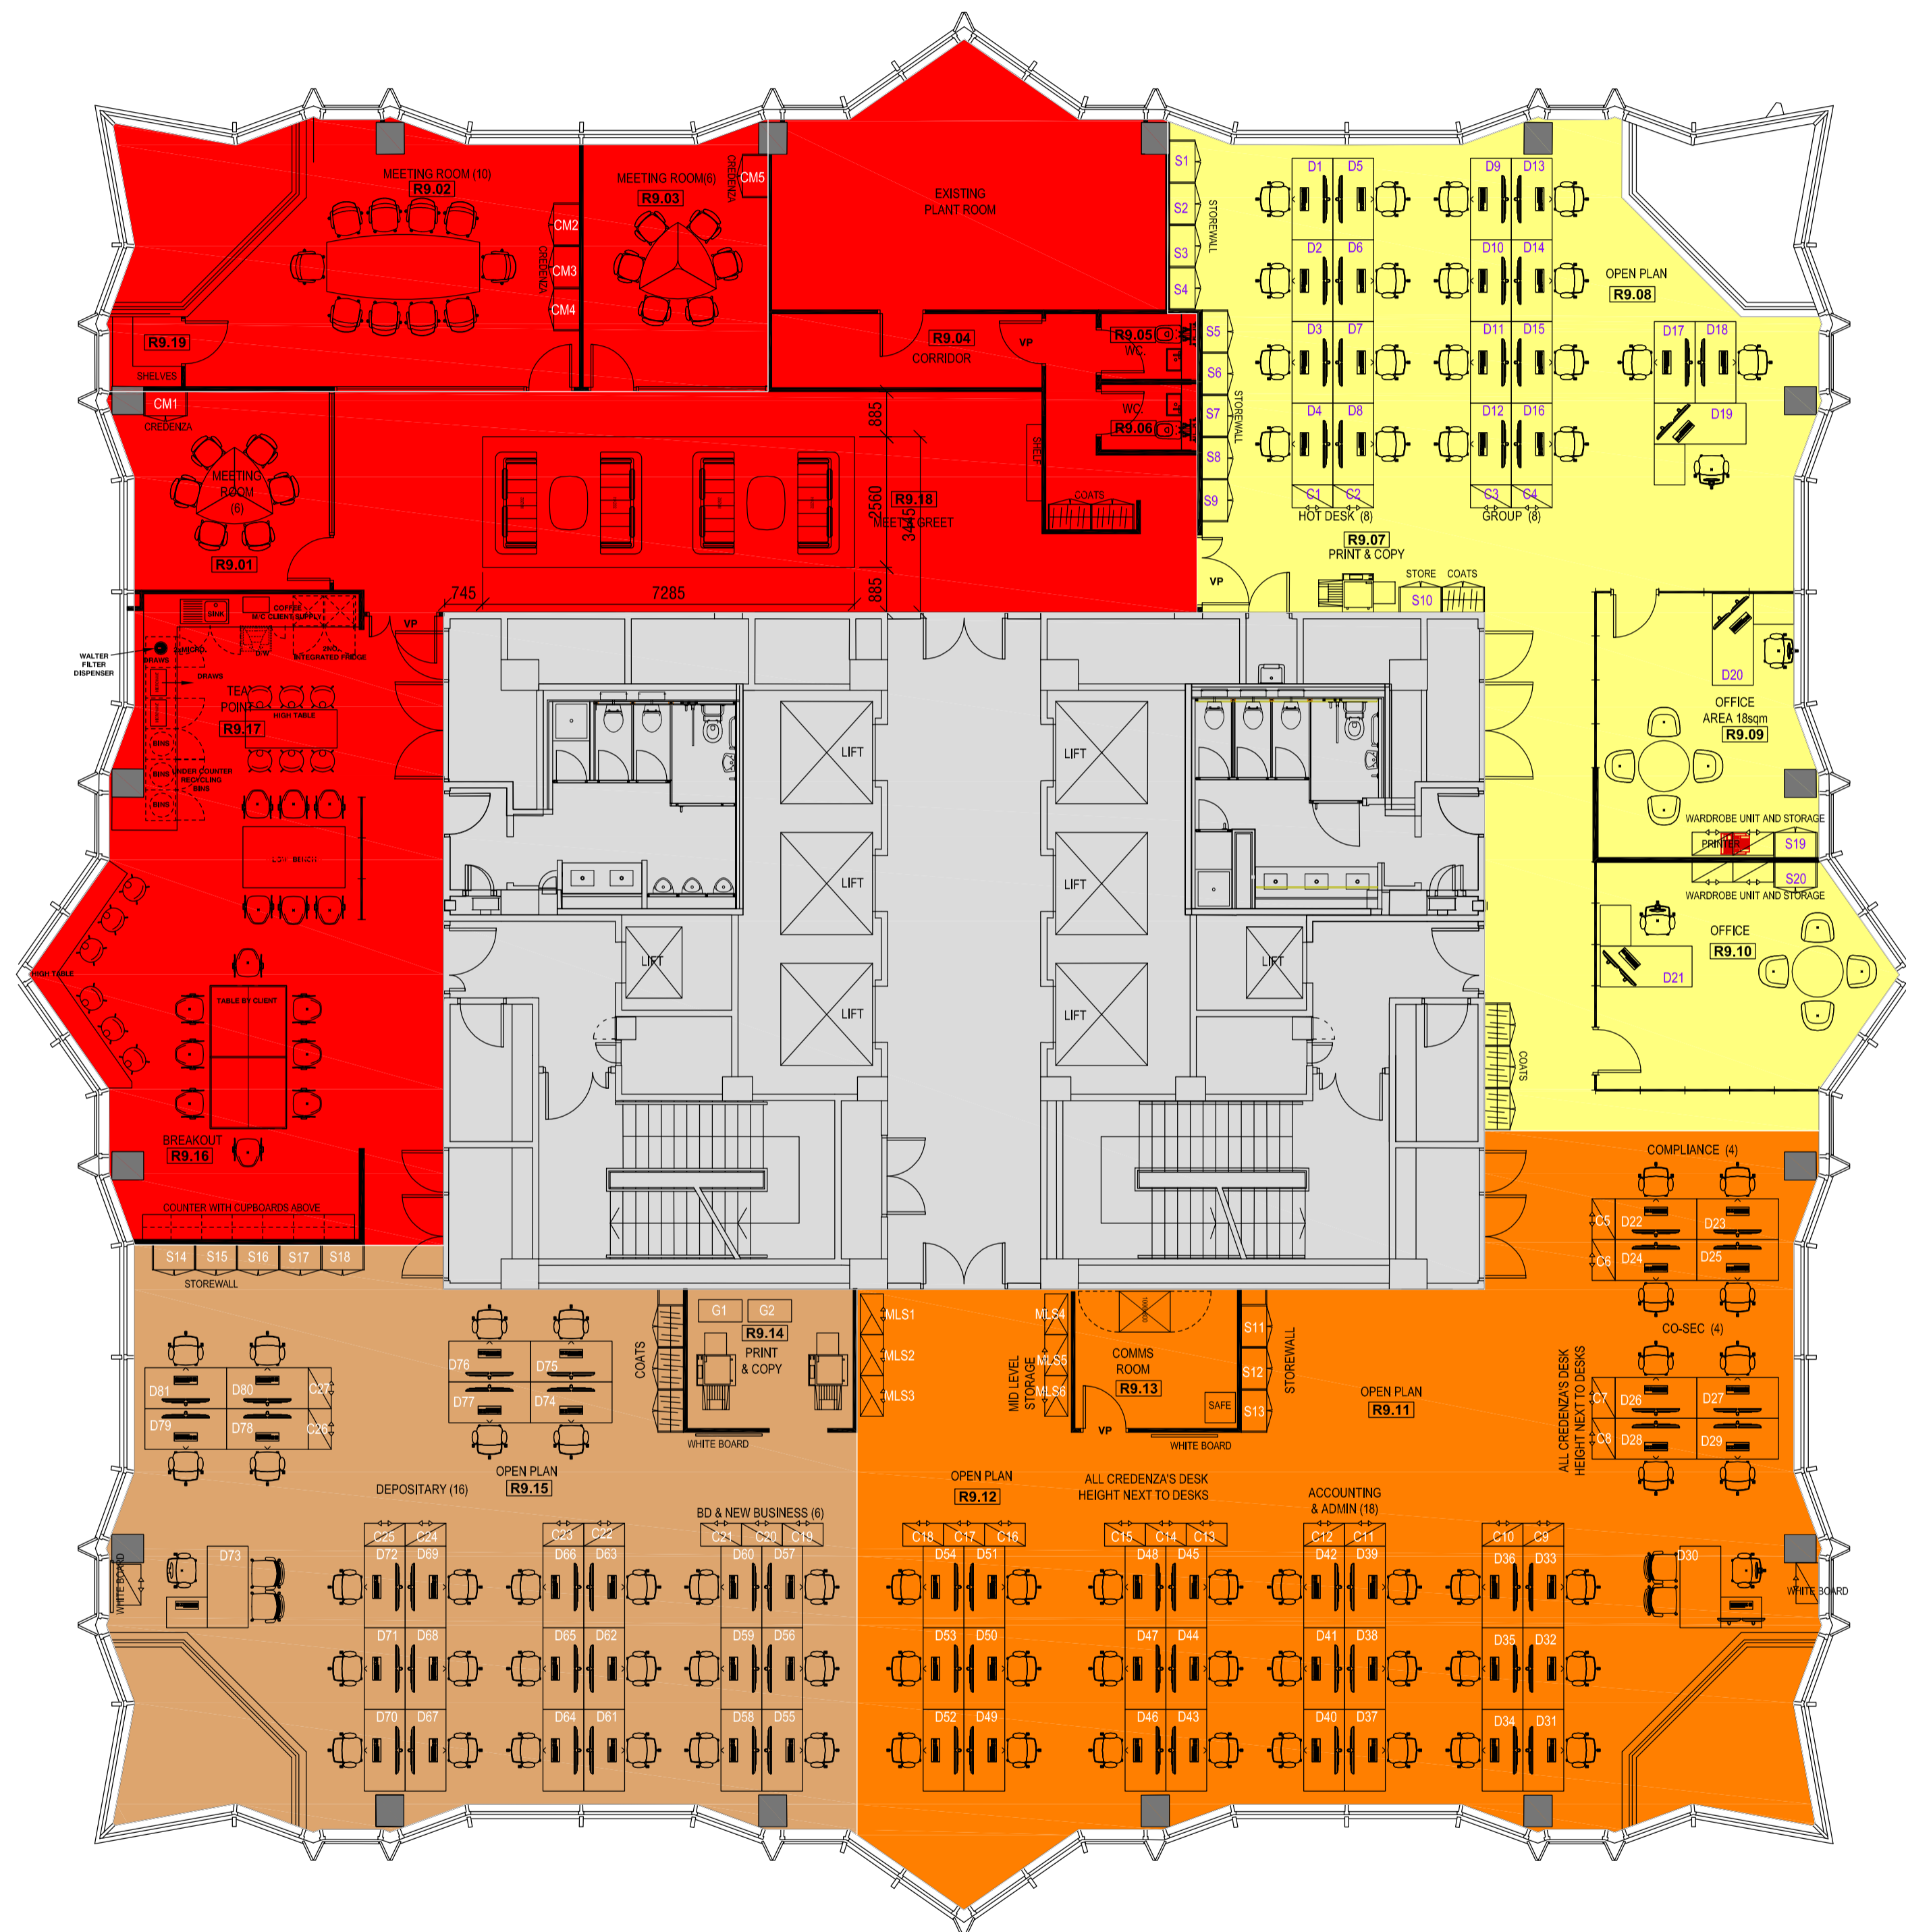 MEETING ROOM (10)
R9.02
CM2
CM3
CM4
CREDENZA
MEETING ROOM(6)
R9.03
CREDENZA
CM5
EXISTING
PLANT ROOM
R9.19
SHELVES
R9.04
CORRIDOR
VP
R9.05
WC.
WC.
R9.06
SHELF
COATS
CM1
CREDENZA
MEETING
ROOM
(6)
R9.01
R9.18
MEET & GREET
885
2560
885
745
7285
S1
S2
S3
S4
STOREWALL
S5
S6
S7
S8
S9
STOREWALL
D1
D5
D9
D13
D2
D6
D10
D14
D3
D7
D11
D15
D4
D8
D12
D16
C1
C2
C3
C4
HOT DESK (8)
GROUP (8)
OPEN PLAN
R9.08
D17
D18
D19
R9.07
PRINT & COPY
STORE
COATS
S10
VP
VP
SINK
COFFEE
M/C CLIENT SUPPLY
D/W
2NO.
INTEGRATED FRIDGE
WALTER
FILTER
DISPENSER
DRAWS
DRAWS
TEA
POINT
R9.17
HIGH TABLE
BINS
BINS
BINS
UNDER COUNTER
RECYCLING
BINS
LOW BENCH
HIGH TABLE
TABLE BY CLIENT
BREAKOUT
R9.16
COUNTER WITH CUPBOARDS ABOVE
LIFT
LIFT
LIFT
LIFT
LIFT
LIFT
LIFT
LIFT
D20
OFFICE
AREA 18sqm
R9.09
WARDROBE UNIT AND STORAGE
PRINTER
S19
S20
WARDROBE UNIT AND STORAGE
OFFICE
R9.10
D21
COATS
COMPLIANCE (4)
C5
D22
D23
C6
D24
D25
CO-SEC (4)
C7
D26
D27
C8
D28
D29
ALL CREDENZA'S DESK
HEIGHT NEXT TO DESKS
S14
S15
S16
S17
S18
STOREWALL
D81
D80
C27
D79
D78
C26
D76
D75
D77
D74
COATS
G1
G2
R9.14
PRINT
& COPY
WHITE BOARD
MLS1
MLS2
MLS3
MLS4
MLS5
MLS6
MID LEVEL
STORAGE
COMMS
ROOM
R9.13
SAFE
VP
WHITE BOARD
S11
S12
S13
STOREWALL
OPEN PLAN
R9.11
OPEN PLAN
R9.15
DEPOSITARY (16)
BD & NEW BUSINESS (6)
OPEN PLAN
R9.12
ALL CREDENZA'S DESK
HEIGHT NEXT TO DESKS
ACCOUNTING
& ADMIN (18)
C25
C24
C23
C22
C21
C20
C19
C18
C17
C16
C15
C14
C13
C12
C11
C10
C9
WHITE BOARD
D73
D72
D69
D66
D63
D60
D57
D54
D51
D48
D45
D42
D39
D36
D33
D30
WHITE BOARD
D71
D68
D65
D62
D59
D56
D53
D50
D47
D44
D41
D38
D35
D32
D70
D67
D64
D61
D58
D55
D52
D49
D46
D43
D40
D37
D34
D31